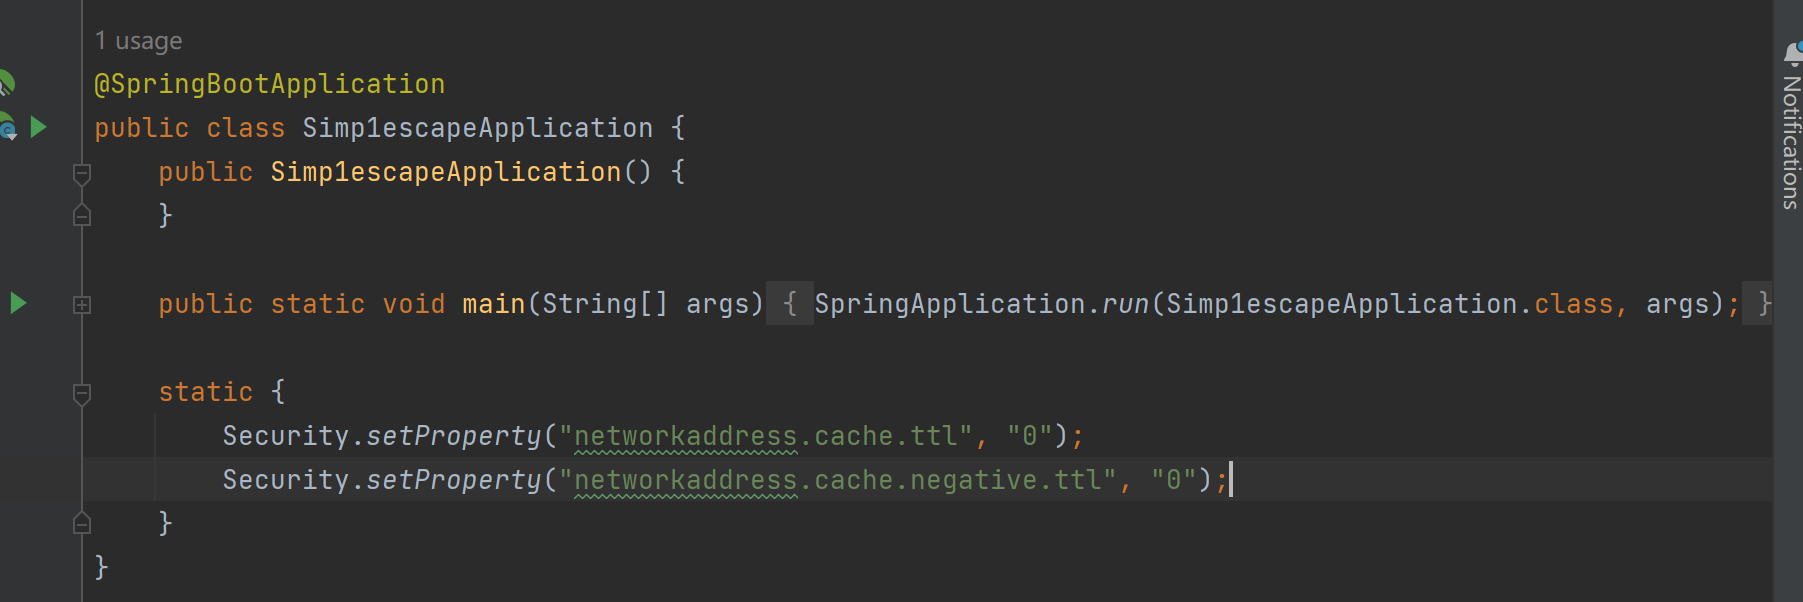 1 usage
@SpringBootApplication
public class Simp1escapeApplication {
public Simp1escapeApplication() {
}
public static void main(String[] args) { SpringApplication.run(Simp1escapeApplication.class, args); }
static {
Security.setProperty("networkaddress.cache.ttl", "0");
Security.setProperty("networkaddress.cache.negative.ttl", "0");
}
}
Notifications